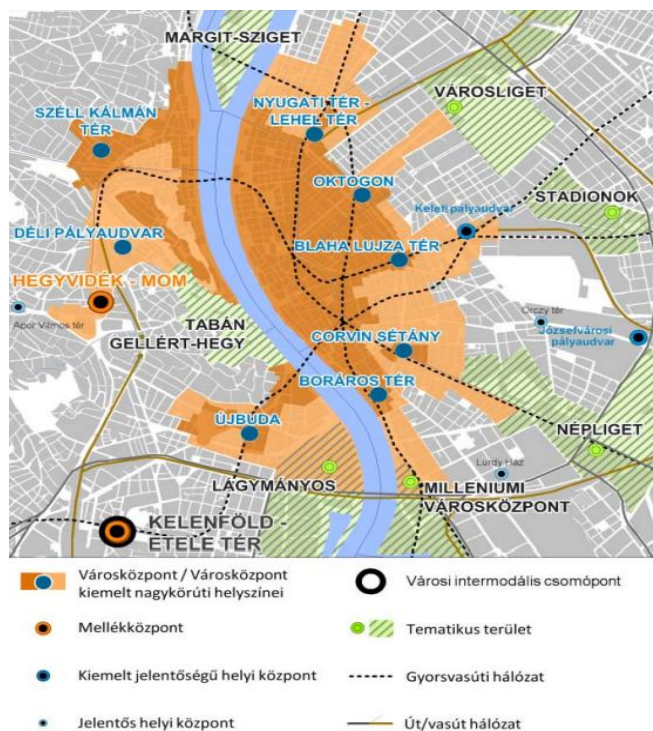 MARGIT-SZIGET
SZÉLL KÁLMÁN
TÉR
NYUGATI TÉR -
LEHEL TÉR
VÁROSLIGET
OKTOGON
STADIONOK
Keleti pályaudvar
DÉLI PÁLYAUDVAR
BLAHA LUJZA TÉR
HEGYVIDÉK - MOM
Apor Vilmos tér
TABÁN
GELLÉRT-HEGY
CORVIN SÉTÁNY
Orczy tér
Józsefvárosi
pályaudvar
BORÁROS TÉR
ÚJBUDA
NÉPLIGET
LÁGYMÁNYOS
Lurdy Ház
MILLENIUMI
VÁROSKÖZPONT
KELENFÖLD -
ETELE TÉR
Városközpont / Városközpont
kiemelt nagykörúti helyszínei
Városi intermodális csomópont
Mellékközpont
Tematikus terület
Kiemelt jelentőségű helyi központ
Gyorsvasúti hálózat
Jelentős helyi központ
Út/vasút hálózat